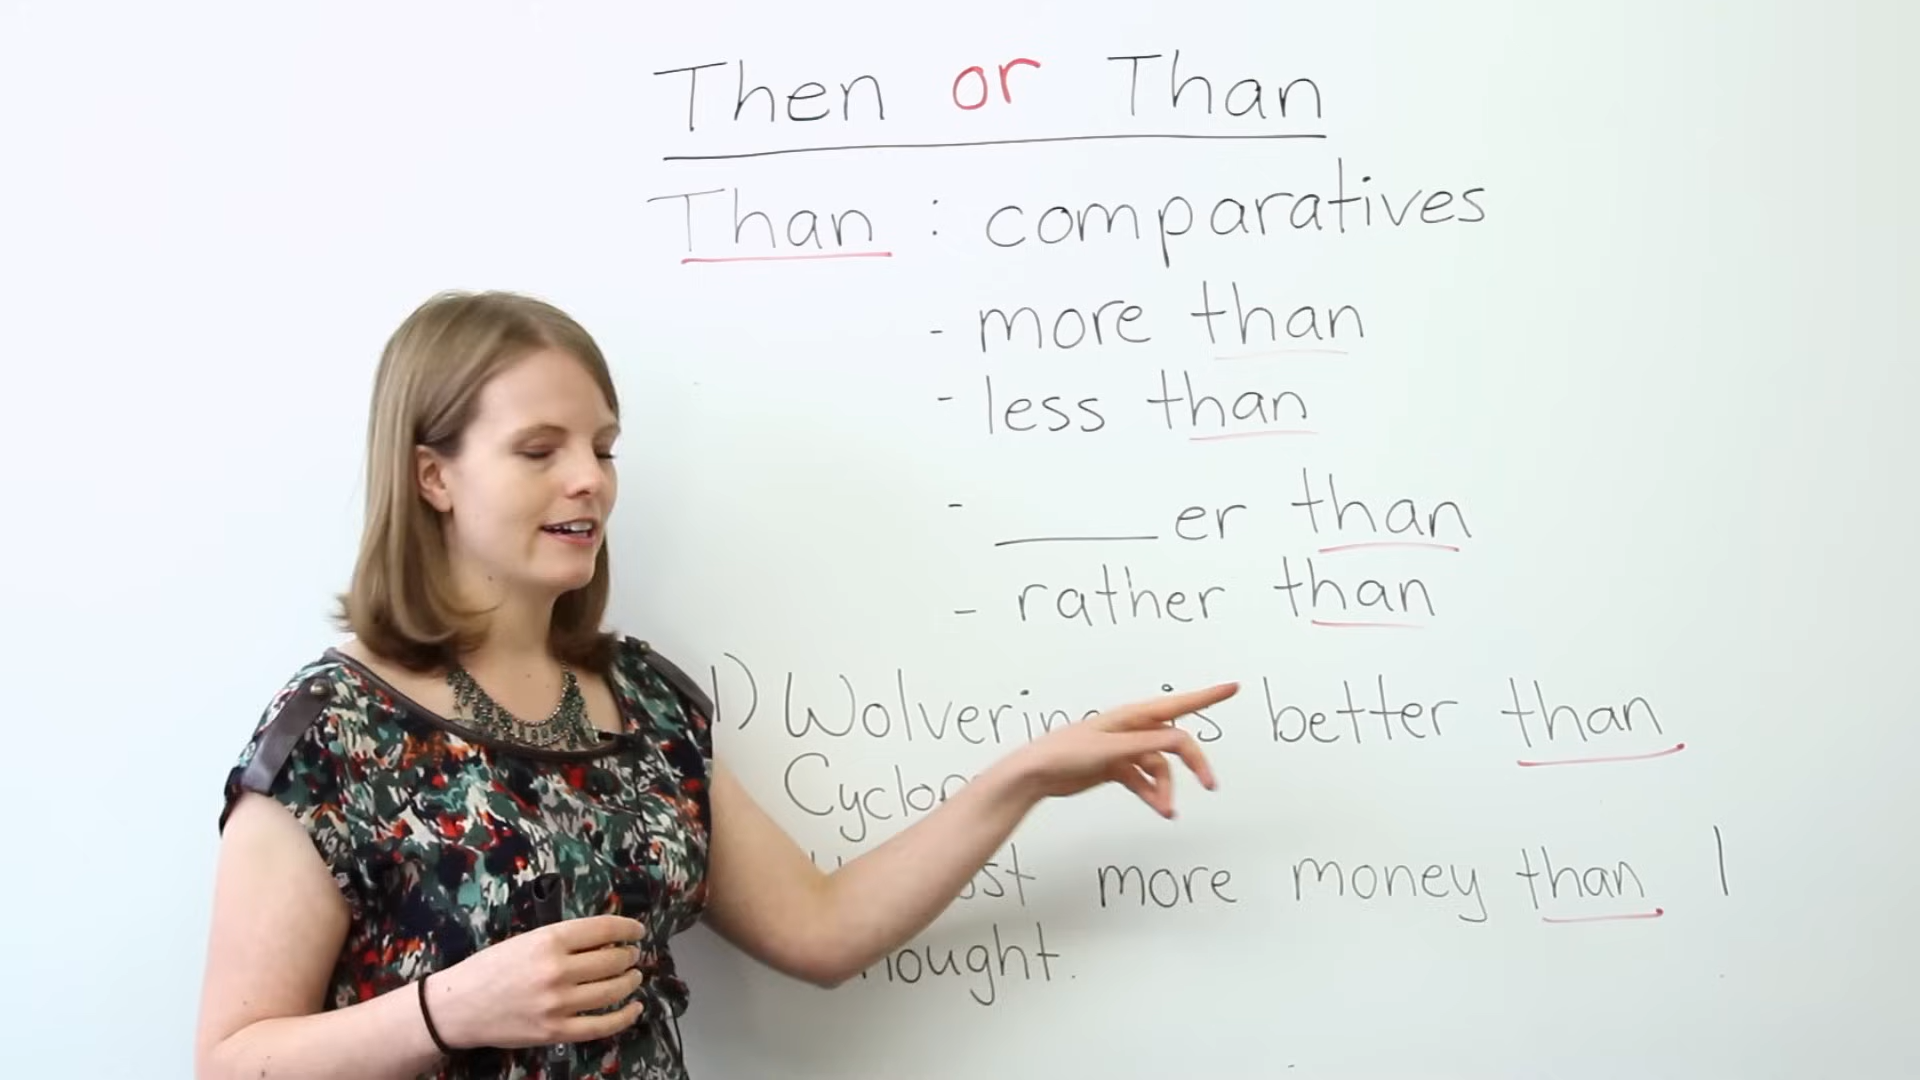 Then or Than
Than : comparatives
- more than
- less than
- ____er than
- rather than
1) Wolverine is better than
more money than I